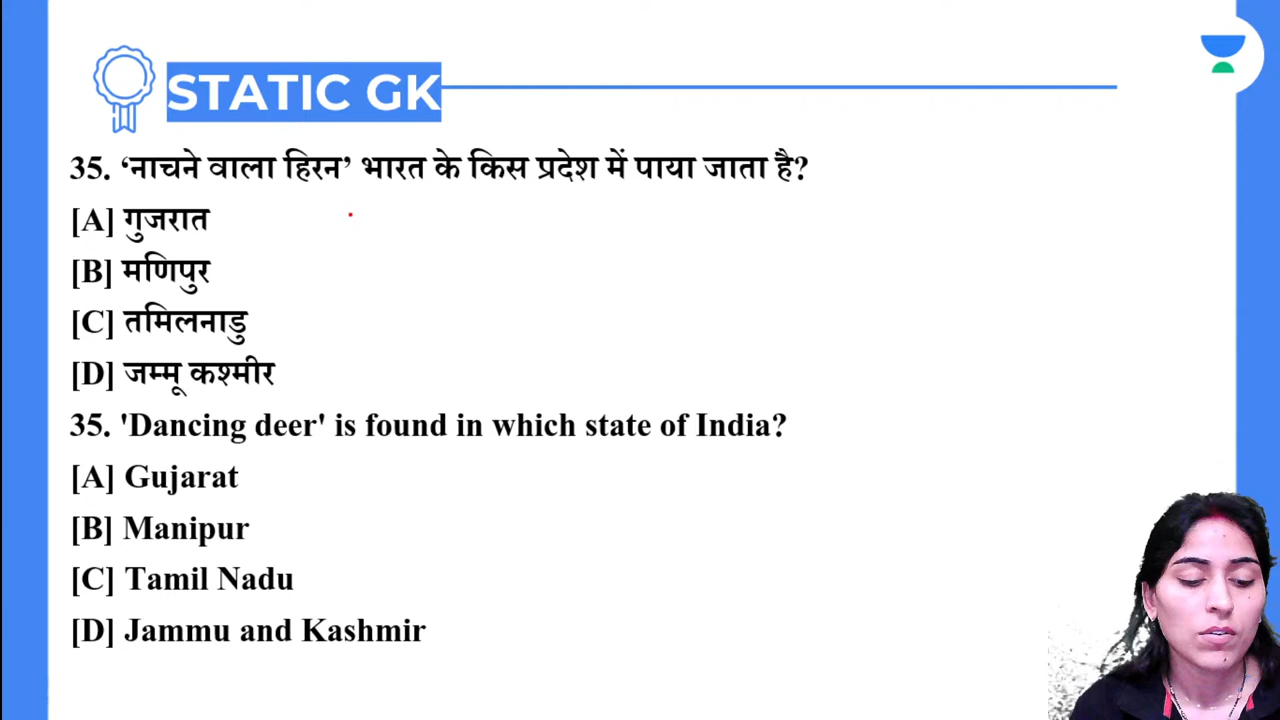 STATIC GK
35. ‘नाचने वाला हिरन’ भारत के किस प्रदेश में पाया जाता है?
[A] गुजरात
[B] मणिपुर
[C] तमिलनाडु
[D] जम्मू कश्मीर
35. 'Dancing deer' is found in which state of India?
[A] Gujarat
[B] Manipur
[C] Tamil Nadu
[D] Jammu and Kashmir